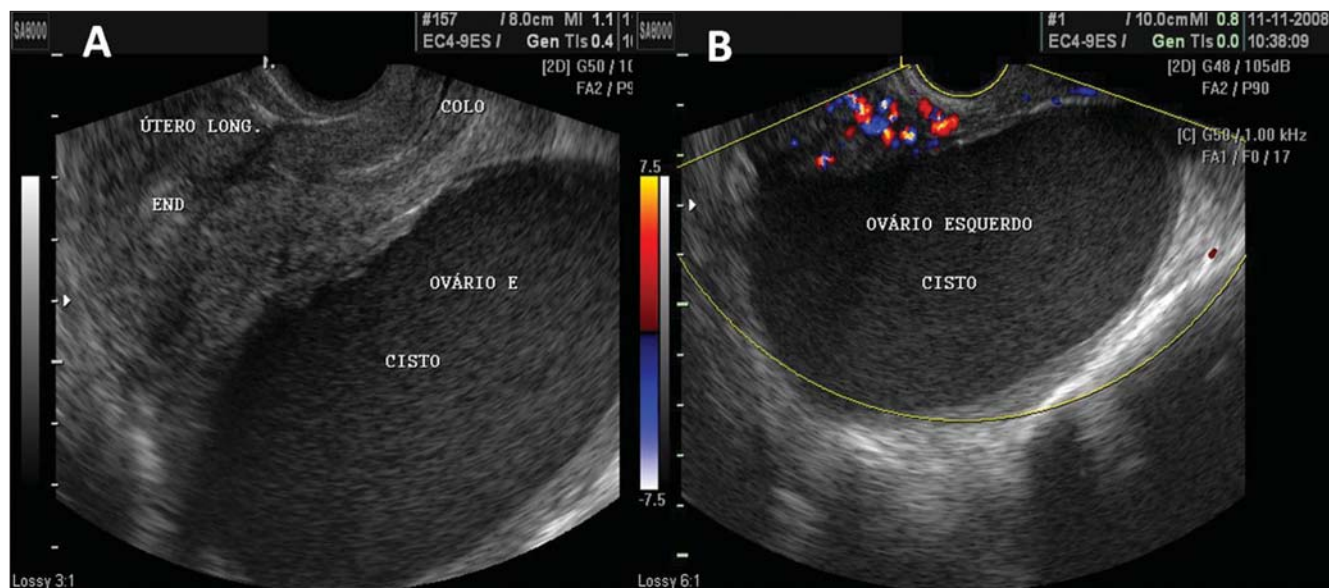 A
SA8000
#157 / 8.0cm MI 1.1
EC4-9ES / Gen TIs 0.4
[2D] G50 / 10
FA2 / P9
COLO
ÚTERO LONG.
END
OVÁRIO E
CISTO
Lossy 3:1
B
SA8000
#1 / 10.0cm MI 0.8 11-11-2008
EC4-9ES / Gen TIs 0.0 10:38:09
[2D] G48 / 105dB
FA2 / P90
[C] G50 / 1.00 kHz
FA1 / F0 / 17
7.5
-7.5
OVÁRIO ESQUERDO
CISTO
Lossy 6:1